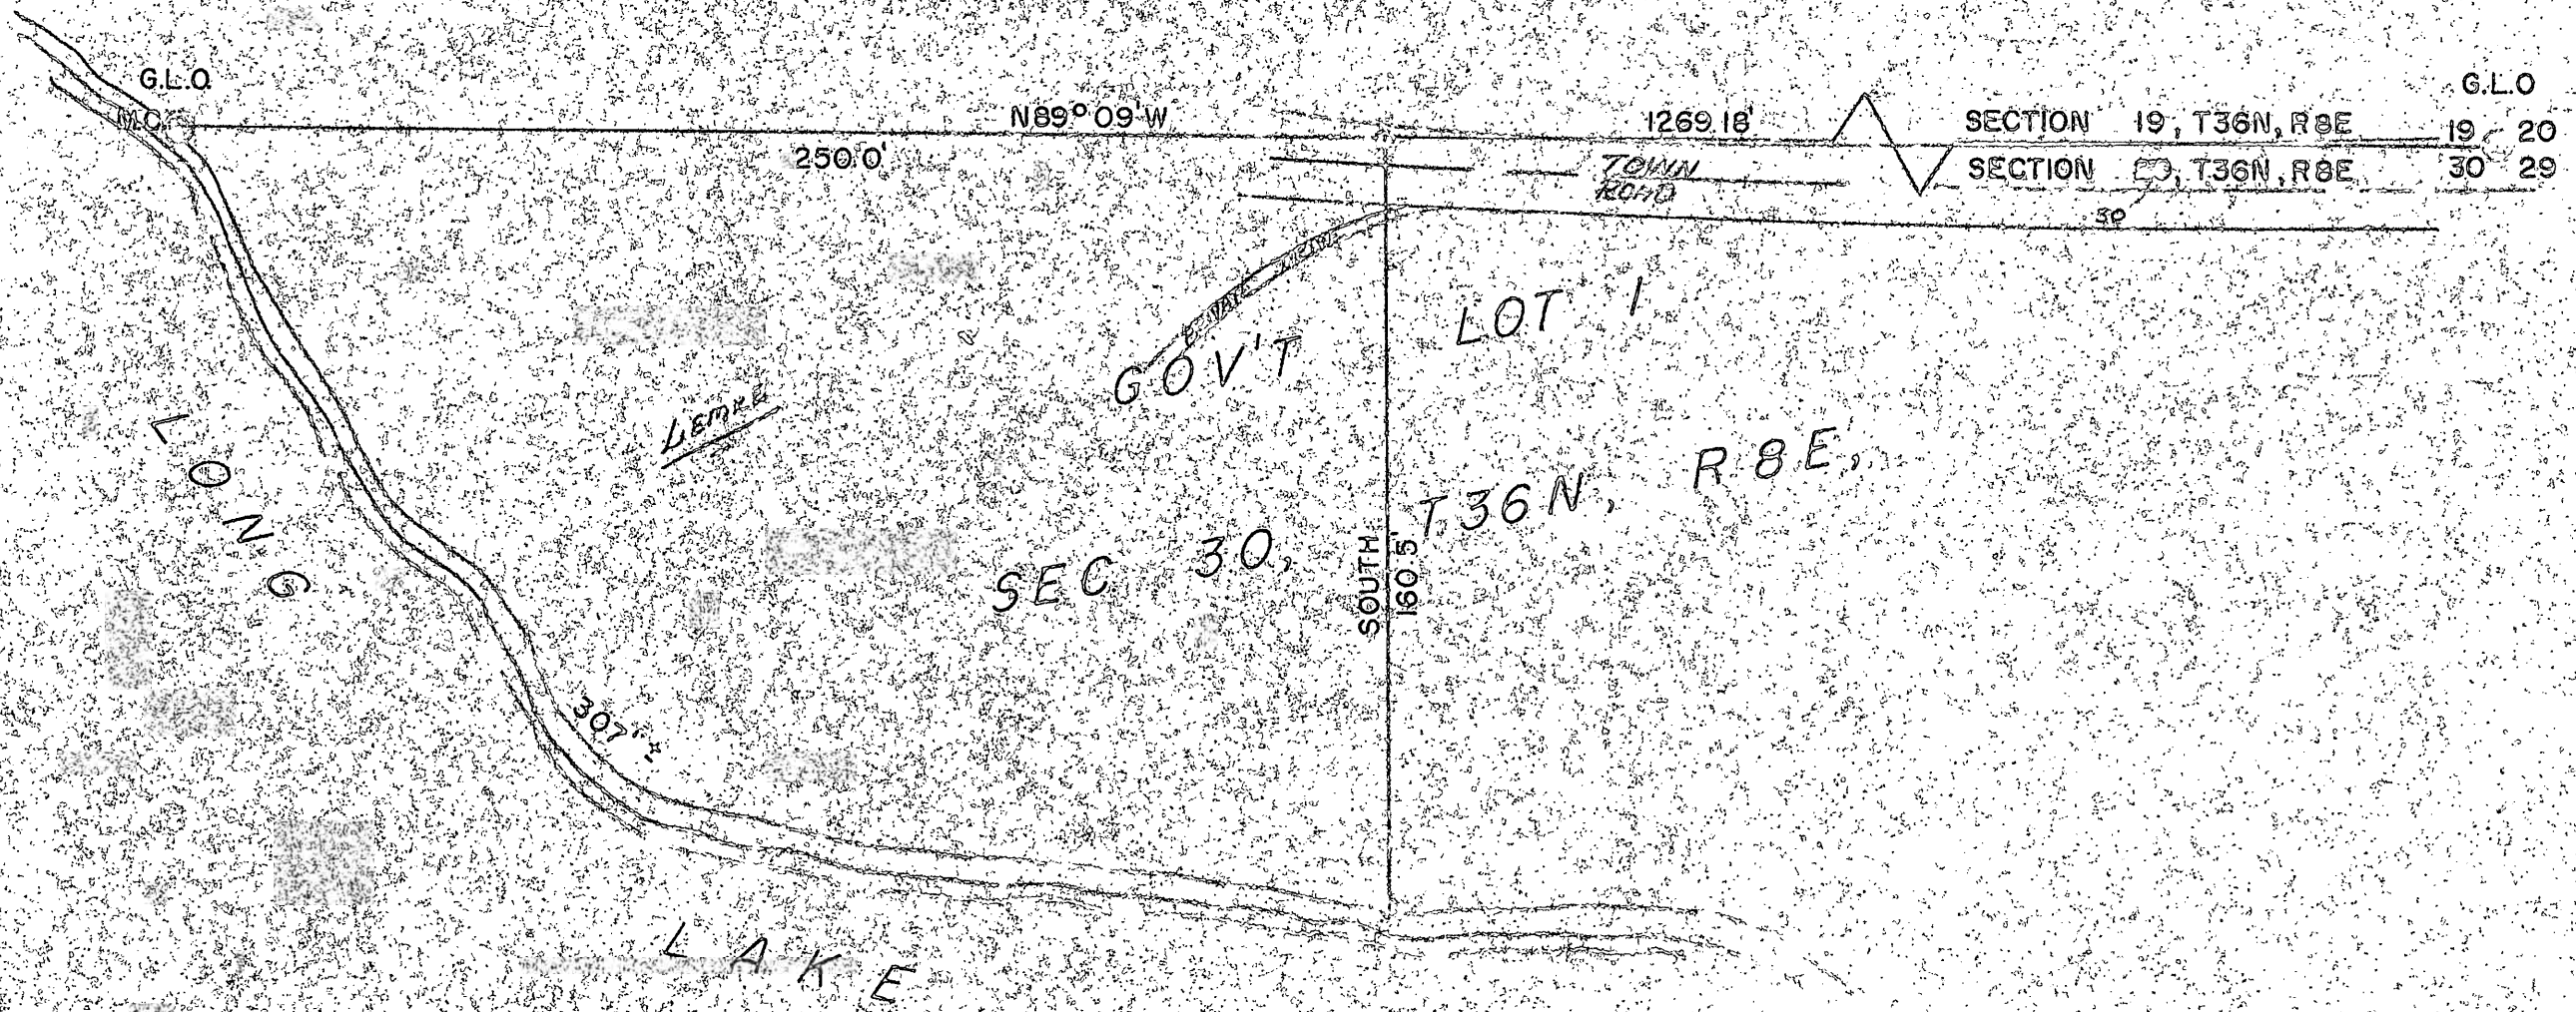 G.L.O.
G.L.O
M.C.
N89° 09' W
1269.18'
SECTION 19, T36N, R8E
19 20
250.0'
TOWN
ROAD
SECTION
, T36N, R8E
30 29
30
LOT 1
GOV'T
Liemke
T36N, R8E,
SEC 30,
SOUTH
160.5'
LONG
307' ±
LAKE